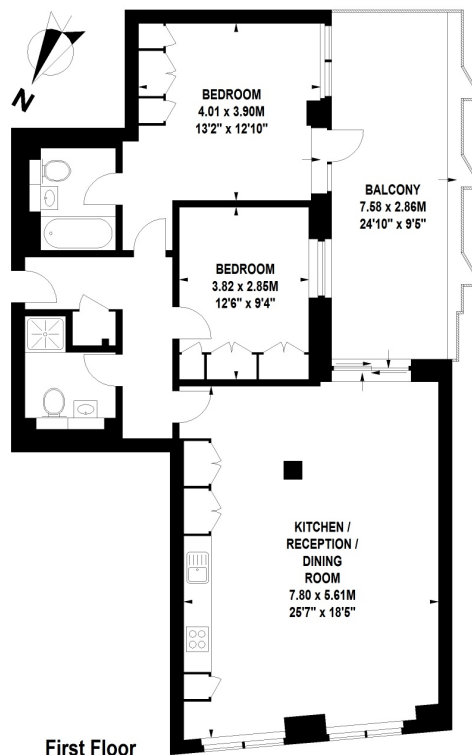 N
BEDROOM
4.01 x 3.90M
13'2" x 12'10"
BALCONY
7.58 x 2.86M
24'10" x 9'5"
BEDROOM
3.82 x 2.85M
12'6" x 9'4"
KITCHEN /
RECEPTION /
DINING
ROOM
7.80 x 5.61M
25'7" x 18'5"
First Floor